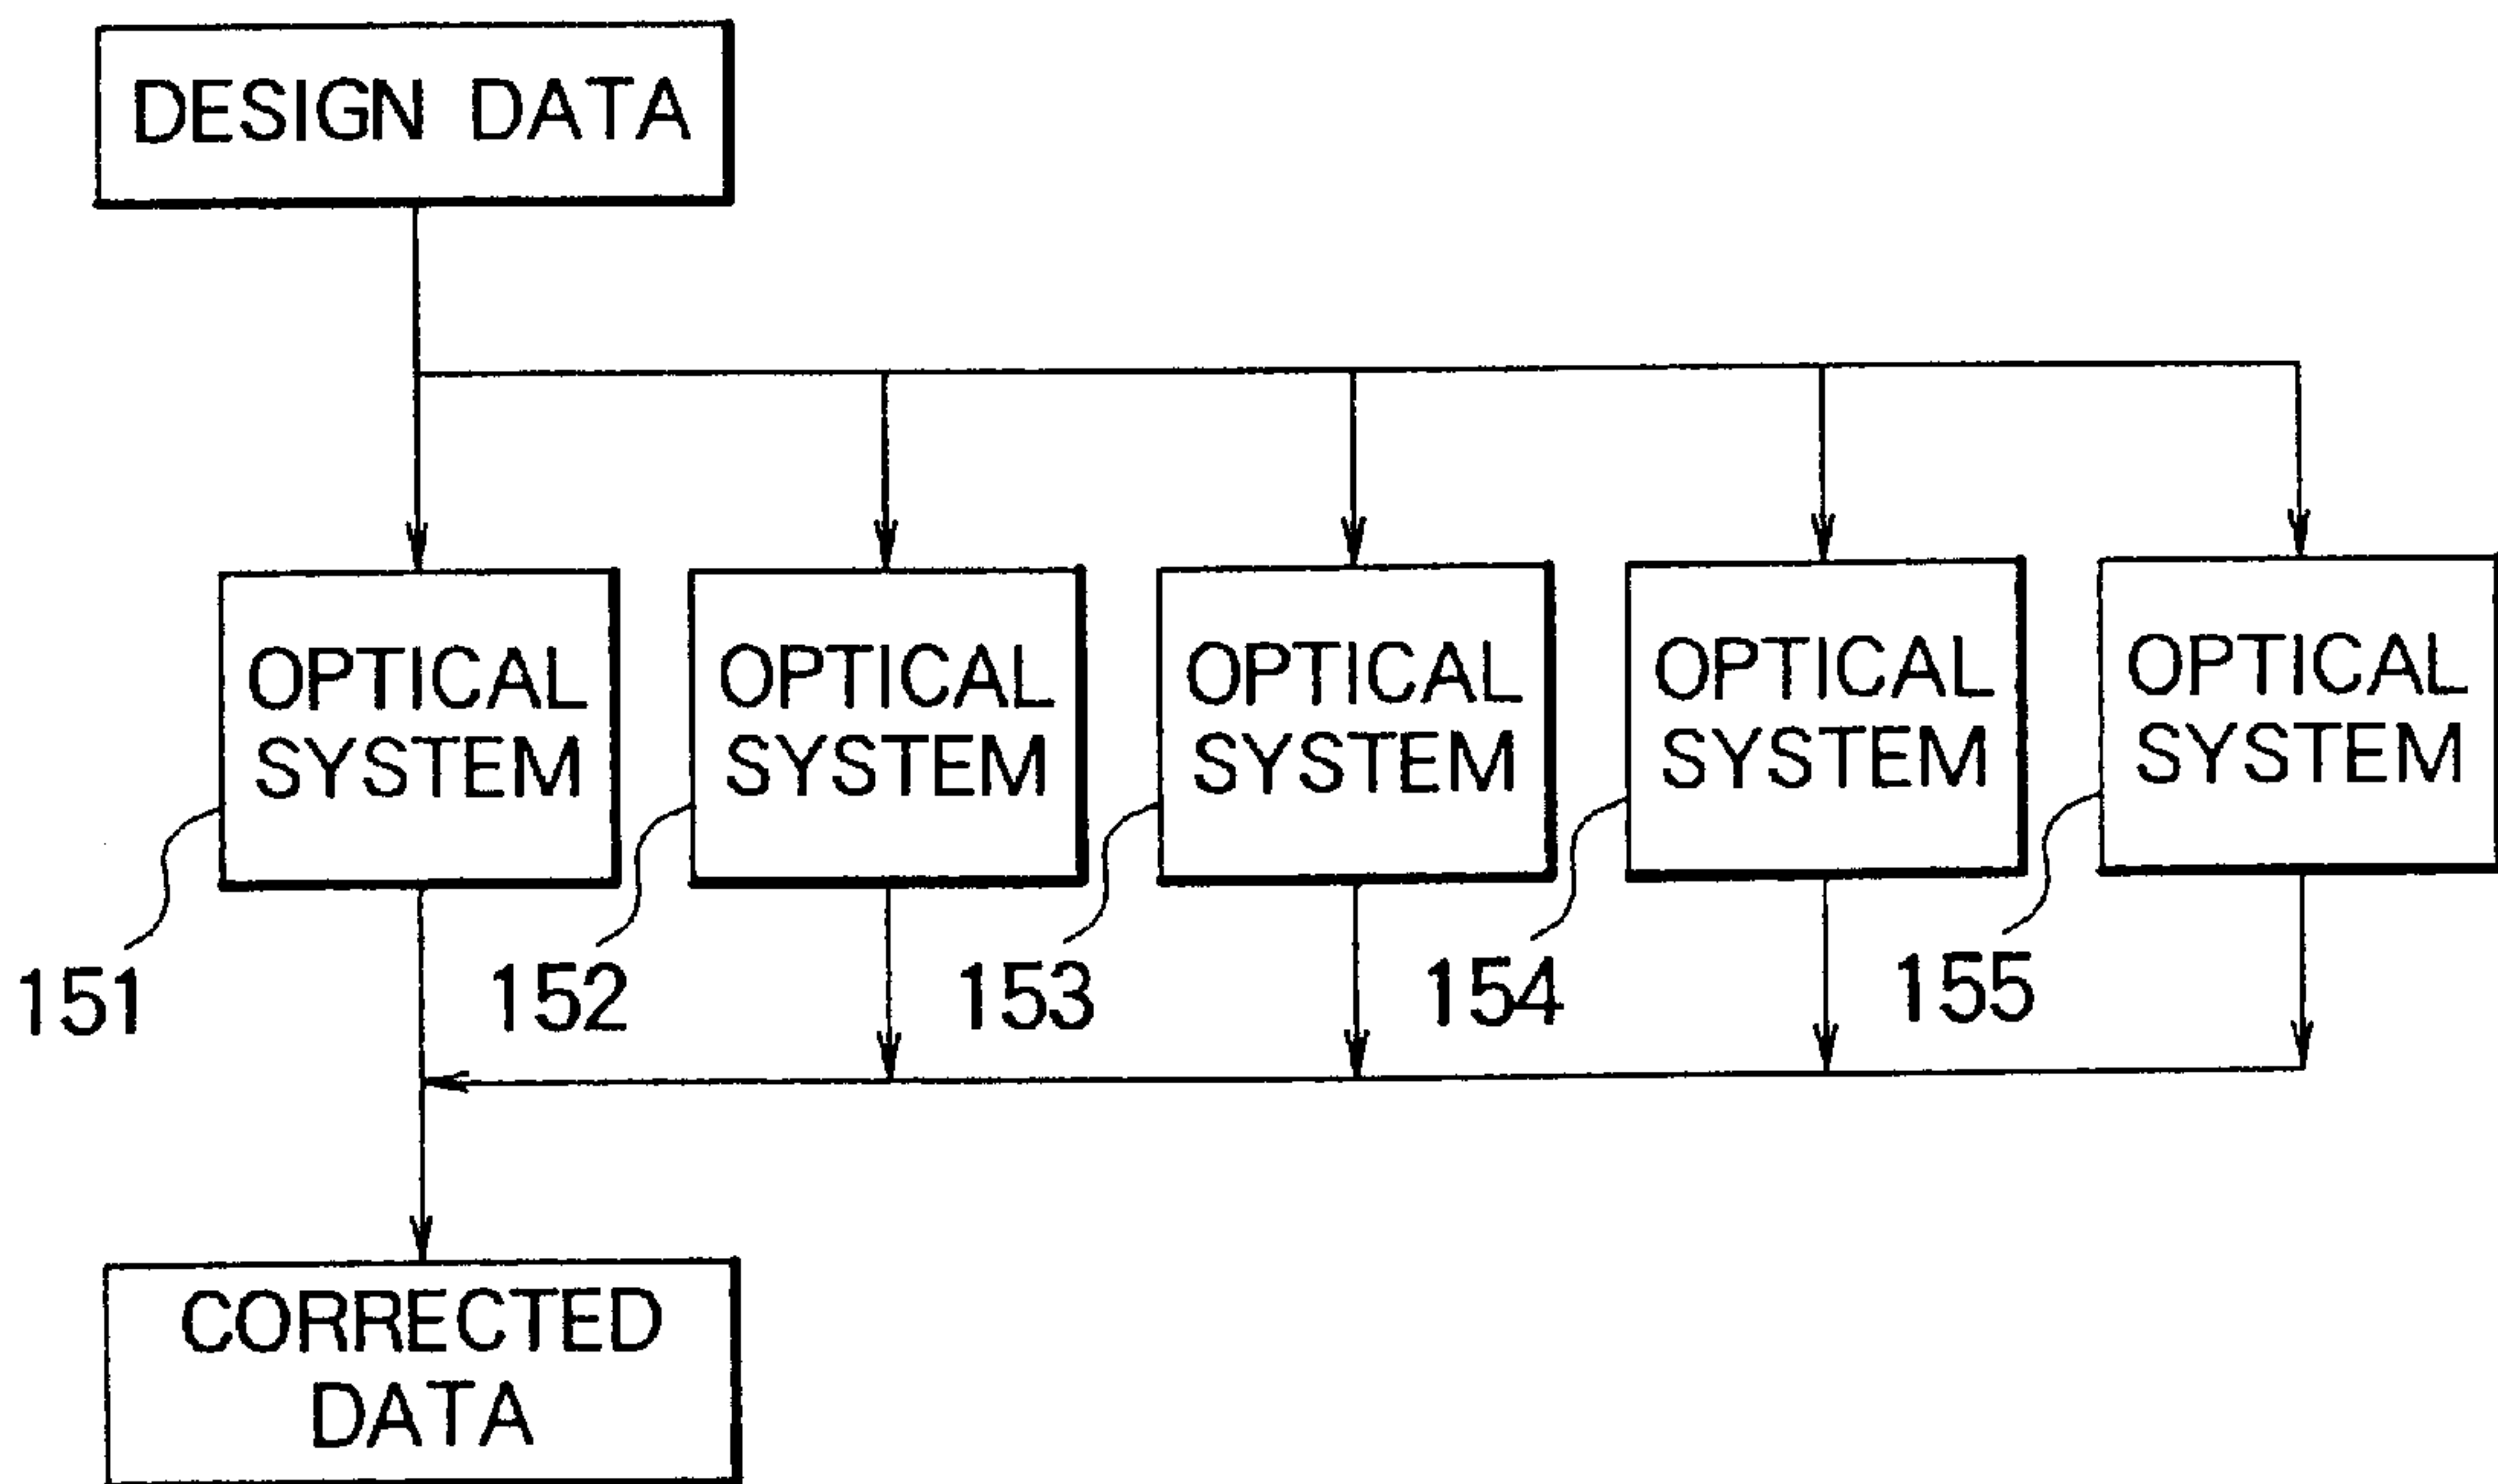 DESIGN DATA
OPTICAL
SYSTEM
OPTICAL
SYSTEM
OPTICAL
SYSTEM
OPTICAL
SYSTEM
OPTICAL
SYSTEM
151
152
153
154
155
CORRECTED
DATA